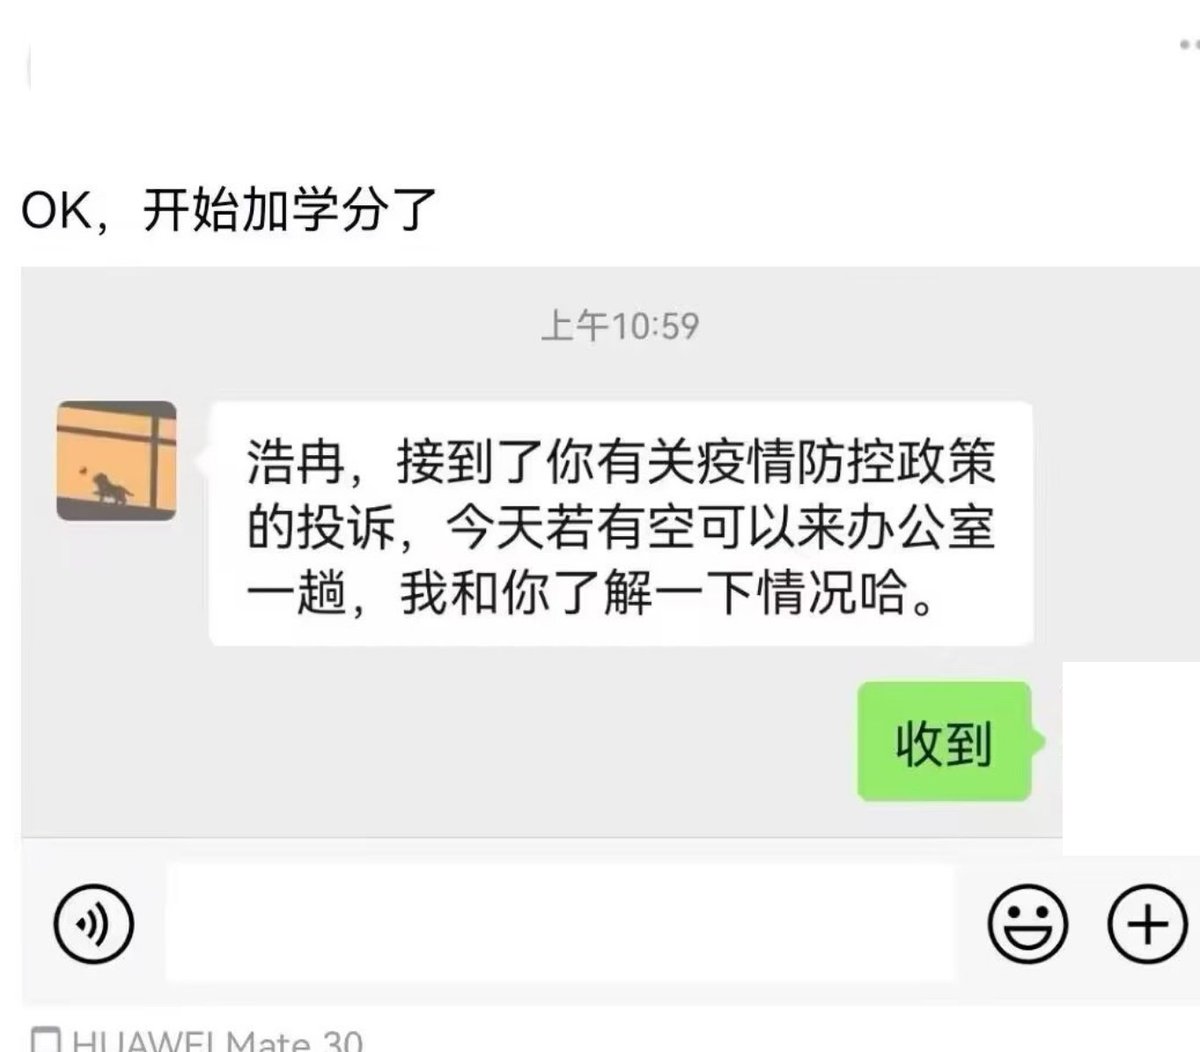 OK，开始加学分了
上午10:59
浩冉，接到了你有关疫情防控政策
的投诉，今天若有空可以来办公室
一趟，我和你了解一下情况哈。
收到
HUAWEI Mate 30